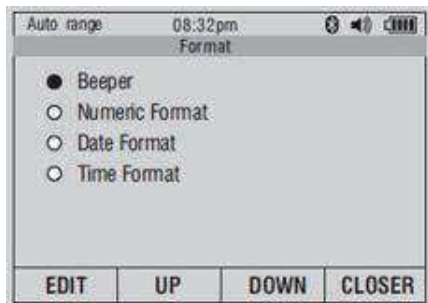 Auto range 08:32pm
Format
Beeper
Numeric Format
Date Format
Time Format
EDIT UP DOWN CLOSER